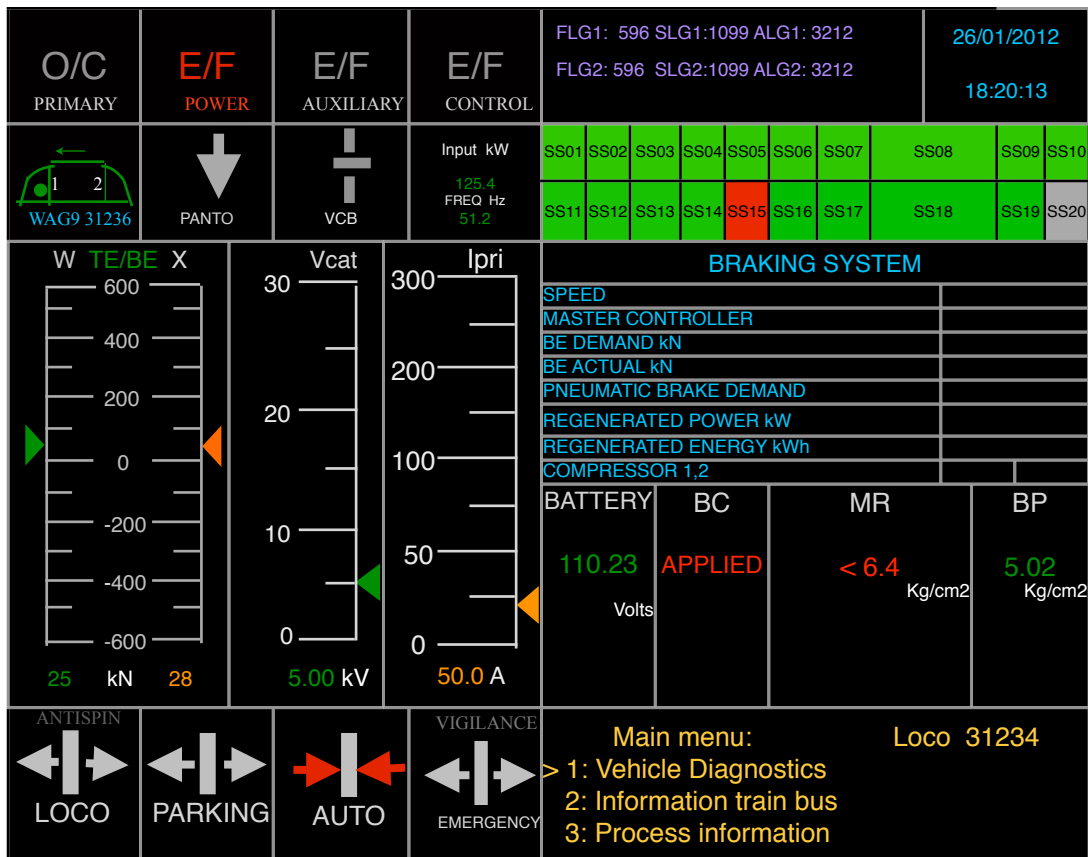 O/C
PRIMARY
E/F
POWER
E/F
AUXILIARY
E/F
CONTROL
FLG1: 596 SLG1:1099 ALG1: 3212
FLG2: 596 SLG2:1099 ALG2: 3212
26/01/2012
18:20:13
1 2
WAG9 31236
PANTO
VCB
Input kW
125.4
FREQ Hz
51.2
SS01 SS02 SS03 SS04 SS05 SS06 SS07 SS08 SS09 SS10
SS11 SS12 SS13 SS14 SS15 SS16 SS17 SS18 SS19 SS20
W TE/BE X
600
400
200
0
-200
-400
-600
25 kN 28
Vcat
30
20
10
0
5.00 kV
Ipri
300
200
100
50
0
50.0 A
BRAKING SYSTEM
SPEED
MASTER CONTROLLER
BE DEMAND kN
BE ACTUAL kN
PNEUMATIC BRAKE DEMAND
REGENERATED POWER kW
REGENERATED ENERGY kWh
COMPRESSOR 1,2
BATTERY
110.23
Volts
BC
APPLIED
MR
< 6.4
Kg/cm2
BP
5.02
Kg/cm2
ANTISPIN
LOCO
PARKING
AUTO
VIGILANCE
EMERGENCY
Main menu: Loco 31234
> 1: Vehicle Diagnostics
2: Information train bus
3: Process information